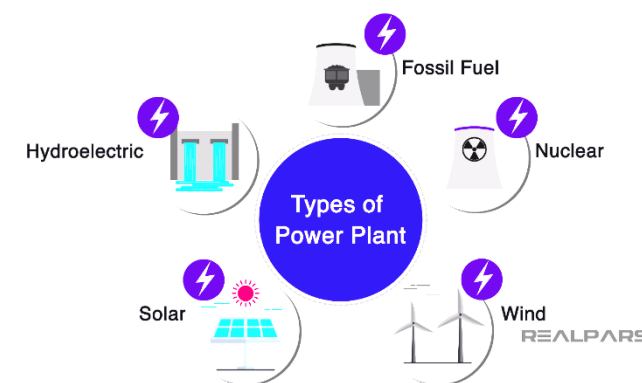 Fossil Fuel
Hydroelectric
Nuclear
Types of
Power Plant
Solar
Wind
REALPARS